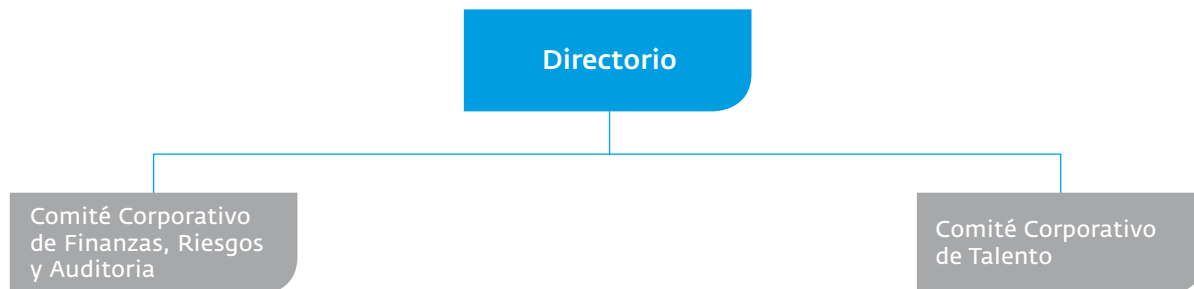 Directorio
Comité Corporativo
de Finanzas, Riesgos
y Auditoria
Comité Corporativo
de Talento